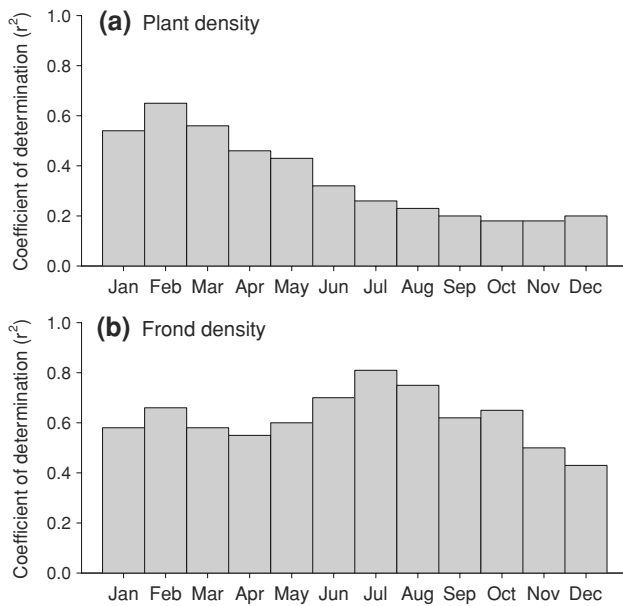 (a) Plant density
Coefficient of determination (r²)
1.0
0.8
0.6
0.4
0.2
0.0
Jan Feb Mar Apr May Jun Jul Aug Sep Oct Nov Dec
(b) Frond density
Coefficient of determination (r²)
1.0
0.8
0.6
0.4
0.2
0.0
Jan Feb Mar Apr May Jun Jul Aug Sep Oct Nov Dec